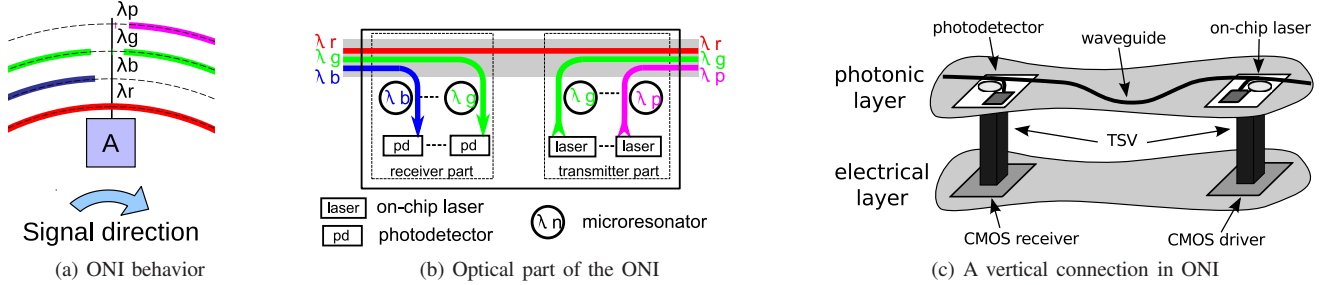 λp
λg
λb
λr
A
Signal direction
(a) ONI behavior
λ r
λ g
λ b
λ r
λ g
λ p
λ b
λ g
λ g
λ p
pd
pd
laser
laser
receiver part
transmitter part
laser on-chip laser
pd photodetector
λ n microresonator
(b) Optical part of the ONI
photodetector
waveguide
on-chip laser
photonic
layer
TSV
electrical
layer
CMOS receiver
CMOS driver
(c) A vertical connection in ONI